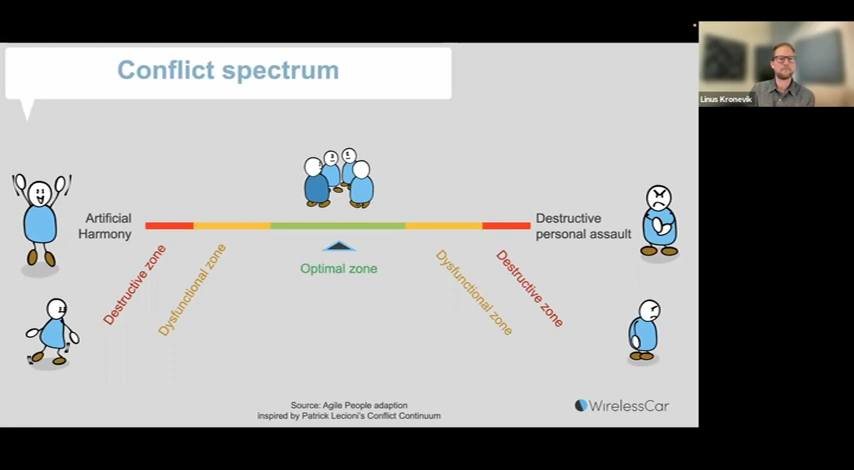 Conflict spectrum
Linus Kronevik
Artificial
Harmony
Destructive
personal assault
Destructive zone
Dysfunctional zone
Optimal zone
Dysfunctional zone
Destructive zone
Source: Agile People adaption
inspired by Patrick Lecioni's Conflict Continuum
WirelessCar